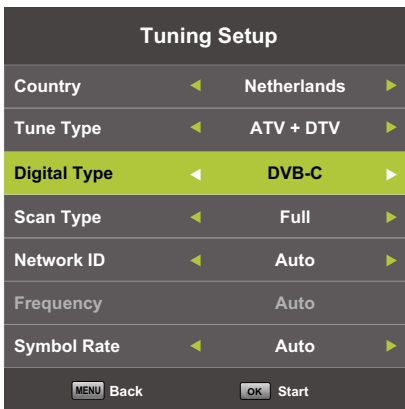 Tuning Setup
Country Netherlands
Tune Type ATV + DTV
Digital Type DVB-C
Scan Type Full
Network ID Auto
Frequency Auto
Symbol Rate Auto
MENU Back OK Start